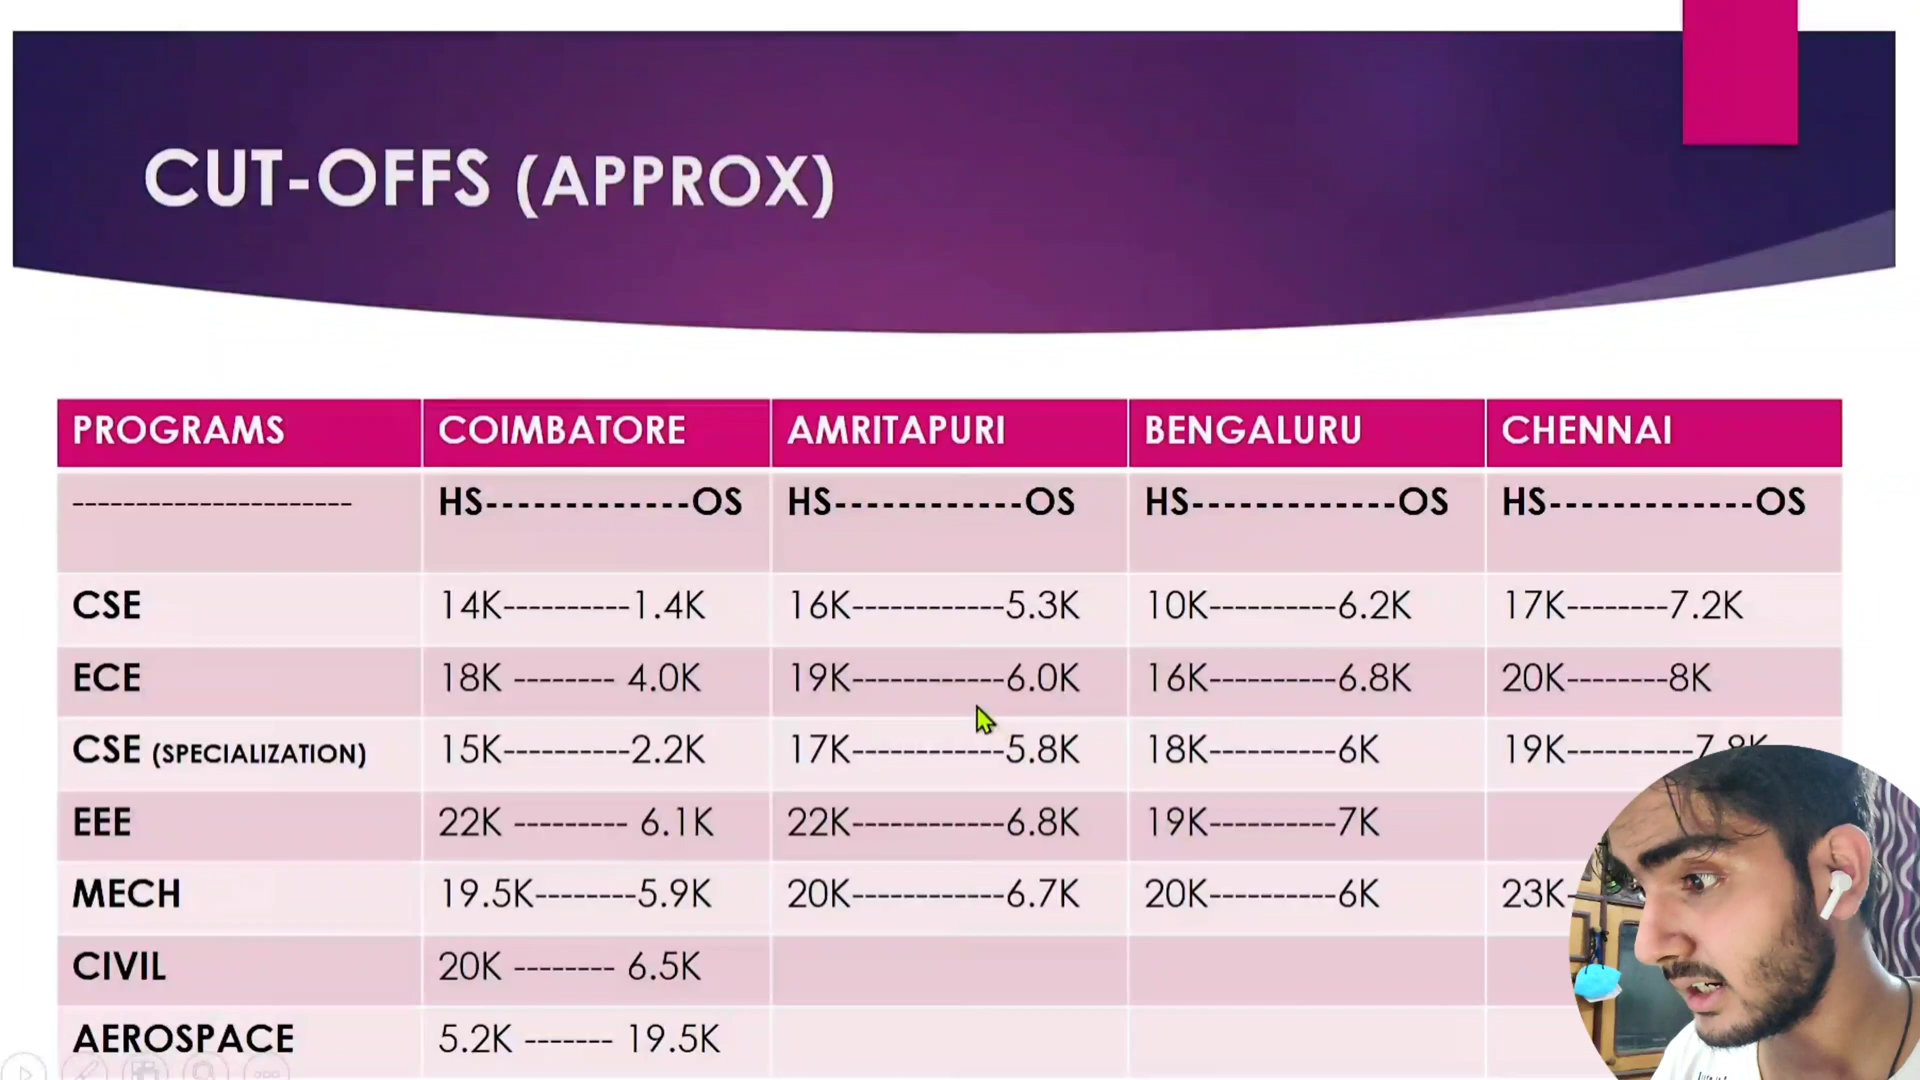 CUT-OFFS (APPROX)
PROGRAMS COIMBATORE AMRITAPURI BENGALURU CHENNAI
---------------------- HS-------------OS HS------------OS HS-------------OS HS-------------OS
CSE 14K----------1.4K 16K------------5.3K 10K----------6.2K 17K--------7.2K
ECE 18K -------- 4.0K 19K------------6.0K 16K----------6.8K 20K--------8K
CSE (SPECIALIZATION) 15K----------2.2K 17K------------5.8K 18K----------6K 19K----------7.8K
EEE 22K --------- 6.1K 22K------------6.8K 19K----------7K
MECH 19.5K--------5.9K 20K------------6.7K 20K----------6K 23K-
CIVIL 20K -------- 6.5K
AEROSPACE 5.2K ------- 19.5K